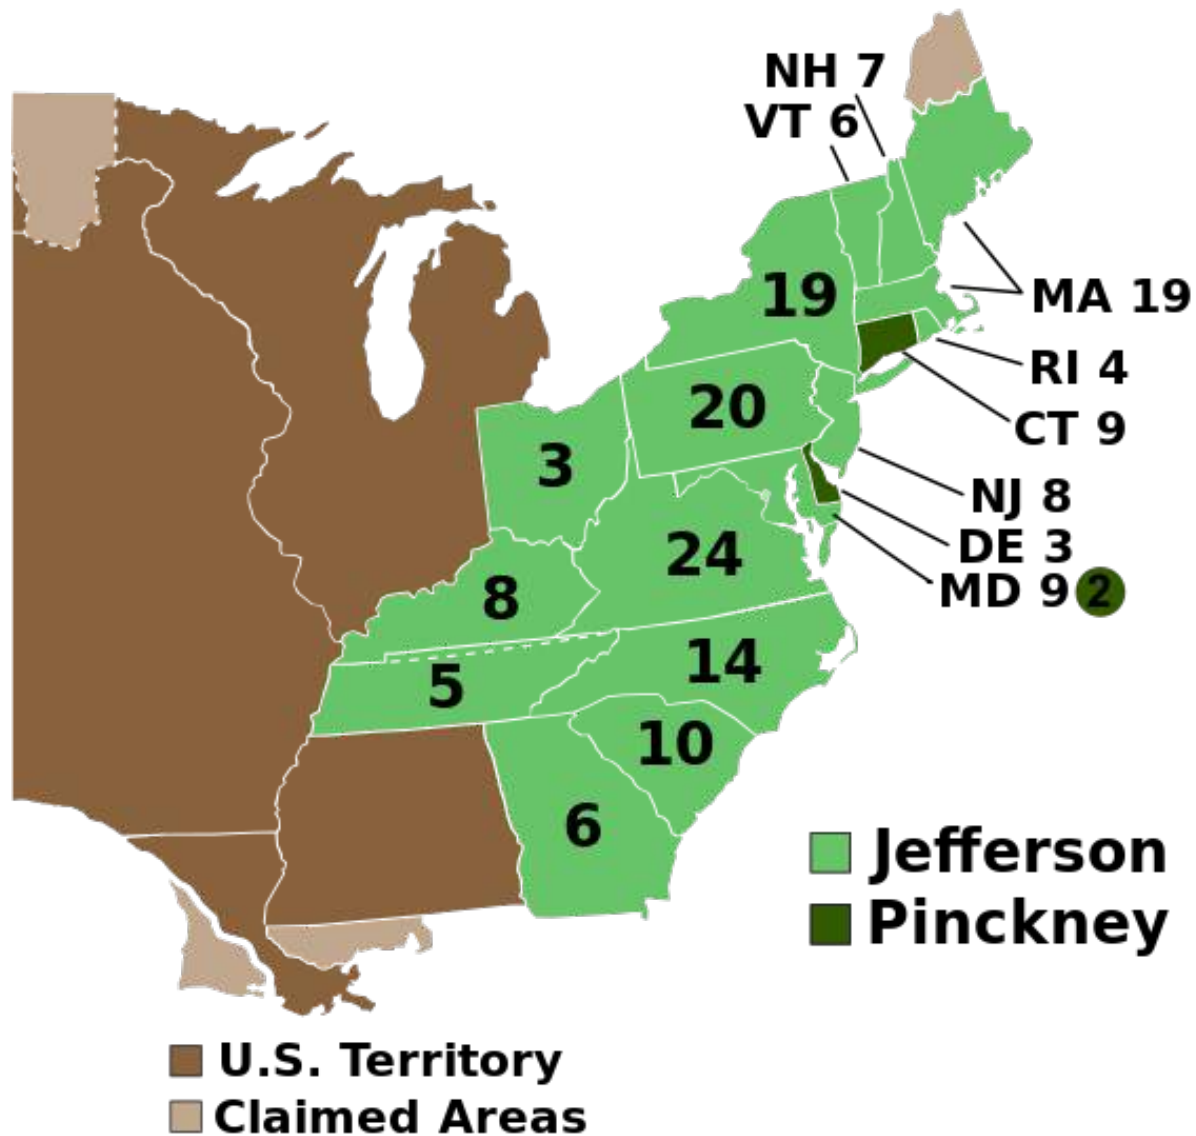 NH 7
VT 6
19
MA 19
RI 4
20
CT 9
3
NJ 8
24
DE 3
MD 9 2
8
14
5
10
6
Jefferson
Pinckney
U.S. Territory
Claimed Areas